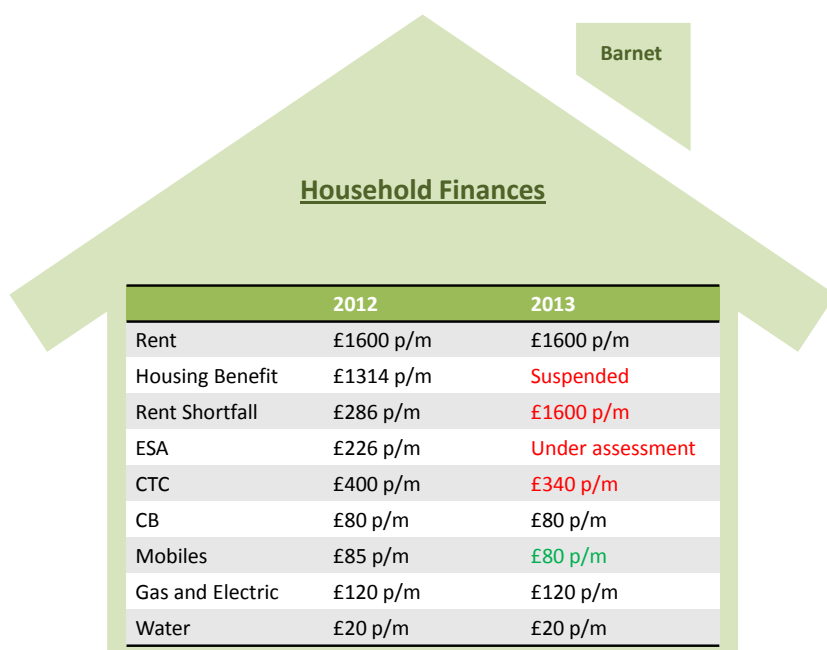 Barnet
Household Finances
2012 2013
Rent £1600 p/m £1600 p/m
Housing Benefit £1314 p/m Suspended
Rent Shortfall £286 p/m £1600 p/m
ESA £226 p/m Under assessment
CTC £400 p/m £340 p/m
CB £80 p/m £80 p/m
Mobiles £85 p/m £80 p/m
Gas and Electric £120 p/m £120 p/m
Water £20 p/m £20 p/m